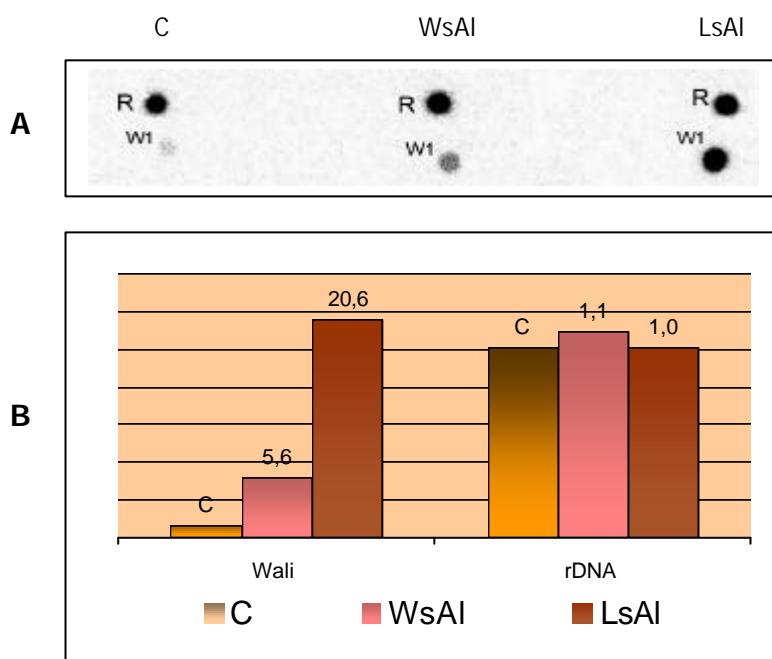 C WsAl LsAl
A
R R R
W1 W1 W1
B
20,6 C 1,1 1,0
C 5,6
Wali rDNA
C WsAl LsAl